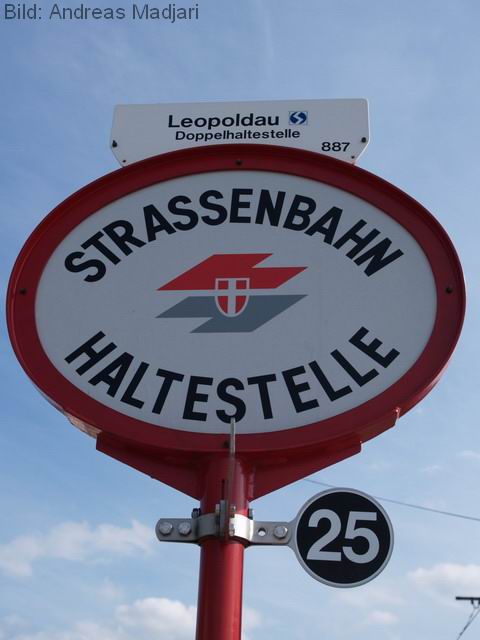 Bild: Andreas Madjari
Leopoldau S
Doppelhaltestelle
887
STRASSENBAHN
HALTESTELLE
25